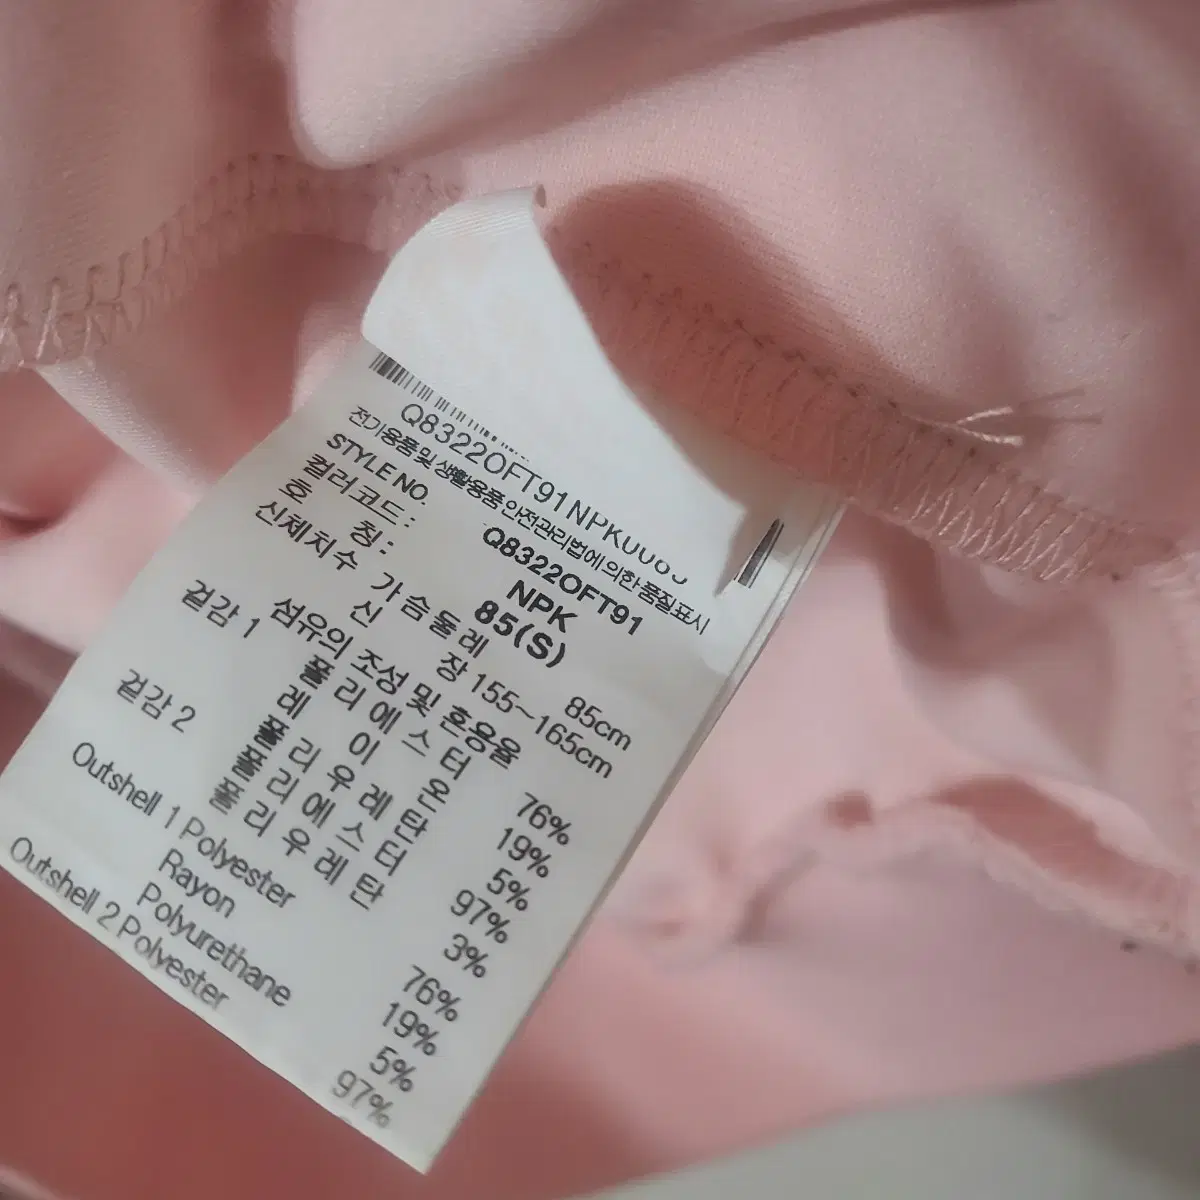 Q8322OFT91NPK0085
전기용품 및 생활용품 안전관리법에 의한 품질표시
STYLE NO. Q8322OFT91
컬러코드 : NPK
호 칭 : 85(S)
신체치수 가슴둘레 85cm
신 장 155~165cm
섬유의 조성 및 혼용율
겉감 1 폴리에스터 76%
레이온 19%
폴리우레탄 5%
겉감 2 폴리에스터 97%
폴리우레탄 3%
Outshell 1 Polyester 76%
Rayon 19%
Polyurethane 5%
Outshell 2 Polyester 97%